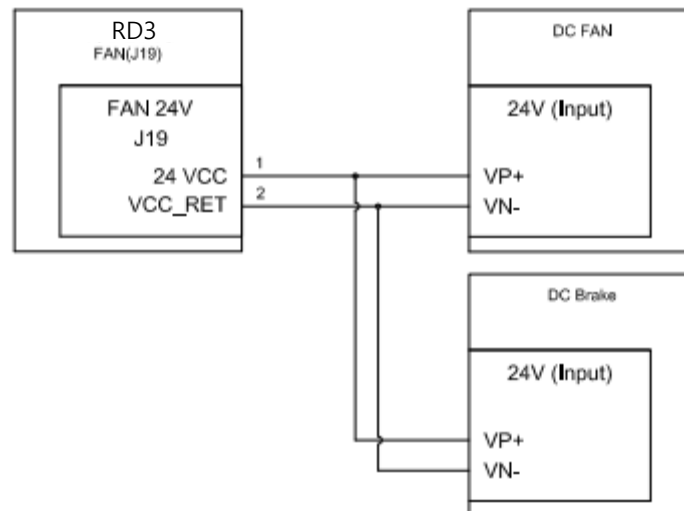 RD3
FAN(J19)
FAN 24V
J19
24 VCC
1
VCC_RET
2
DC FAN
24V (Input)
VP+
VN-
DC Brake
24V (Input)
VP+
VN-